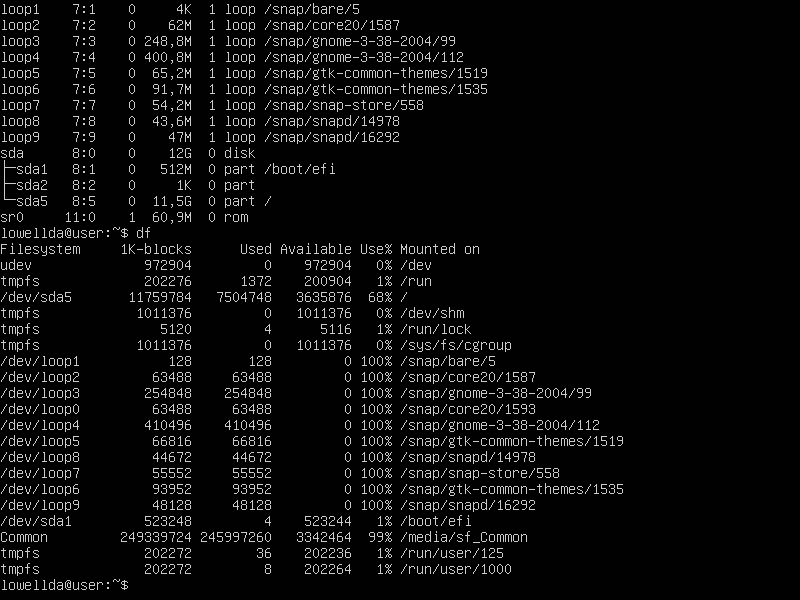 loop1    7:1    0     4K  1 loop /snap/bare/5
loop2    7:2    0    62M  1 loop /snap/core20/1587
loop3    7:3    0 248,8M  1 loop /snap/gnome-3-38-2004/99
loop4    7:4    0 400,8M  1 loop /snap/gnome-3-38-2004/112
loop5    7:5    0  65,2M  1 loop /snap/gtk-common-themes/1519
loop6    7:6    0  91,7M  1 loop /snap/gtk-common-themes/1535
loop7    7:7    0  54,2M  1 loop /snap/snap-store/558
loop8    7:8    0  43,6M  1 loop /snap/snapd/14978
loop9    7:9    0    47M  1 loop /snap/snapd/16292
sda      8:0    0    12G  0 disk
├─sda1   8:1    0   512M  0 part /boot/efi
├─sda2   8:2    0     1K  0 part
└─sda5   8:5    0  11,5G  0 part /
sr0     11:0    1  60,9M  0 rom
lowellda@user:~$ df
Filesystem     1K-blocks      Used Available Use% Mounted on
udev              972904         0    972904   0% /dev
tmpfs             202276      1372    200904   1% /run
/dev/sda5       11759784   7504748   3635876  68% /
tmpfs            1011376         0   1011376   0% /dev/shm
tmpfs               5120         4      5116   1% /run/lock
tmpfs            1011376         0   1011376   0% /sys/fs/cgroup
/dev/loop1           128       128         0 100% /snap/bare/5
/dev/loop2         63488     63488         0 100% /snap/core20/1587
/dev/loop3        254848    254848         0 100% /snap/gnome-3-38-2004/99
/dev/loop0         63488     63488         0 100% /snap/core20/1593
/dev/loop4        410496    410496         0 100% /snap/gnome-3-38-2004/112
/dev/loop5         66816     66816         0 100% /snap/gtk-common-themes/1519
/dev/loop8         44672     44672         0 100% /snap/snapd/14978
/dev/loop7         55552     55552         0 100% /snap/snap-store/558
/dev/loop6         93952     93952         0 100% /snap/gtk-common-themes/1535
/dev/loop9         48128     48128         0 100% /snap/snapd/16292
/dev/sda1         523248         4    523244   1% /boot/efi
Common         249339724 245997260   3342464  99% /media/sf_Common
tmpfs             202272        36    202236   1% /run/user/125
tmpfs             202272         8    202264   1% /run/user/1000
lowellda@user:~$